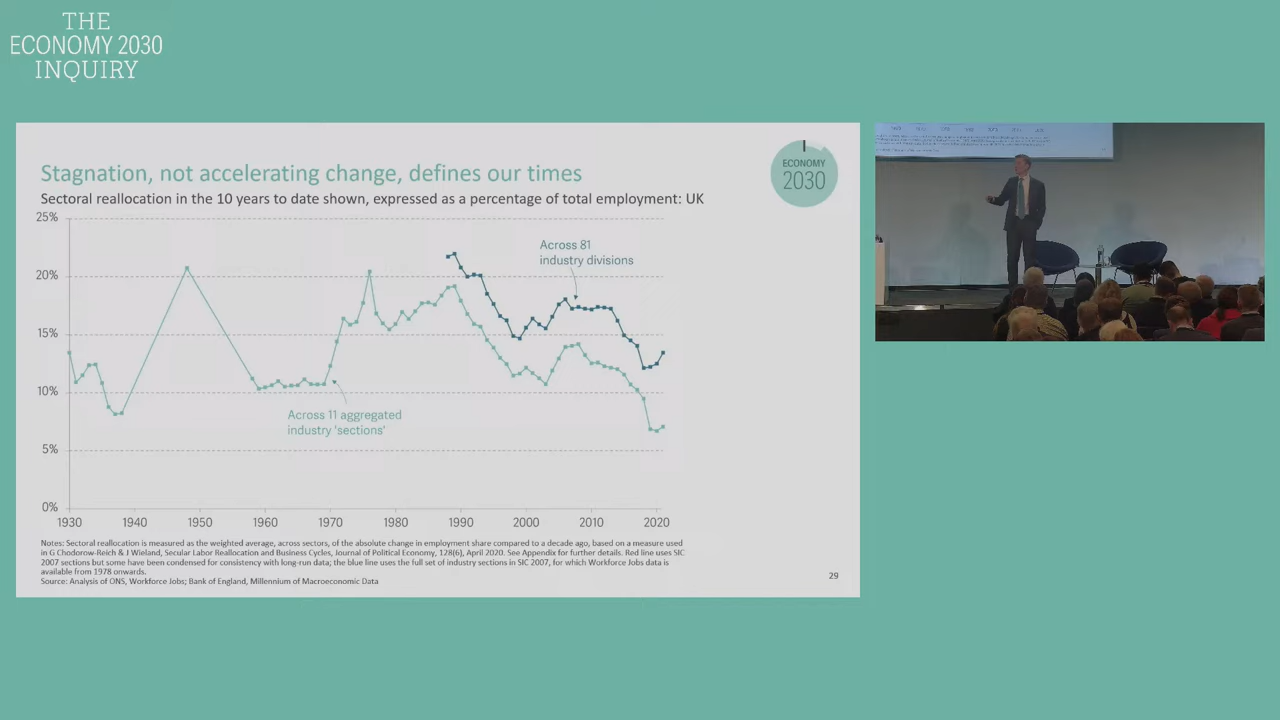 THE
ECONOMY 2030
INQUIRY
Stagnation, not accelerating change, defines our times
ECONOMY
2030
Sectoral reallocation in the 10 years to date shown, expressed as a percentage of total employment: UK
25%
20%
15%
10%
5%
0%
Across 81
industry divisions
Across 11 aggregated
industry 'sections'
1930 1940 1950 1960 1970 1980 1990 2000 2010 2020
Notes: Sectoral reallocation is measured as the weighted average, across sectors, of the absolute change in employment share compared to a decade ago, based on a measure used
in G Chodorow-Reich & J Wieland, Secular Labor Reallocation and Business Cycles, Journal of Political Economy, 128(6), April 2020. See Appendix for further details. Red line uses SIC
2007 sections but some have been condensed for consistency with long-run data; the blue line uses the full set of industry sections in SIC 2007, for which Workforce Jobs data is
available from 1978 onwards.
Source: Analysis of ONS, Workforce Jobs; Bank of England, Millennium of Macroeconomic Data
29